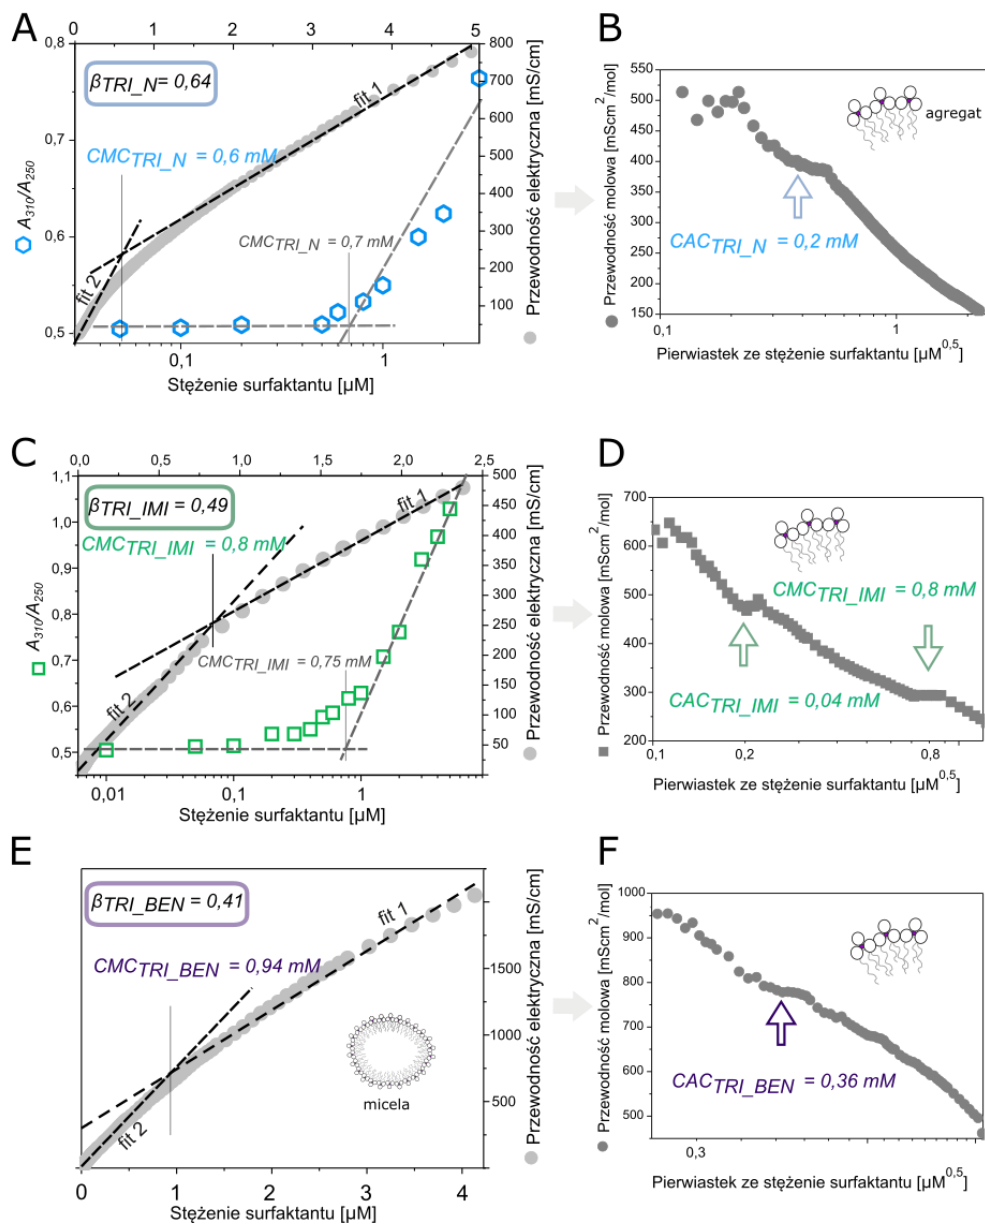 A
0 1 2 3 4 5
0,8
0,7
0,6
0,5
A310/A250
βTRI_N= 0,64
CMCTRI_N = 0,6 mM
fit 1
fit 2
CMCTRI_N = 0,7 mM
800
700
600
500
400
300
200
100
Przewodność elektryczna [mS/cm]
0,1 1
Stężenie surfaktantu [µM]
B
550
500
450
400
350
300
250
200
150
Przewodność molowa [mScm2/mol]
agregat
CACTRI_N = 0,2 mM
0,1 1
Pierwiastek ze stężenie surfaktantu [µM0,5]
C
0,0 0,5 1,0 1,5 2,0 2,5
1,1
1,0
0,9
0,8
0,7
0,6
0,5
A310/A250
βTRI_IMI = 0,49
CMCTRI_IMI = 0,8 mM
fit 1
fit 2
CMCTRI_IMI = 0,75 mM
500
450
400
350
300
250
200
150
100
50
Przewodność elektryczna [mS/cm]
0,01 0,1 1
Stężenie surfaktantu [µM]
D
700
600
500
400
300
200
Przewodność molowa [mScm2/mol]
CMCTRI_IMI = 0,8 mM
CACTRI_IMI = 0,04 mM
0,1 0,2 0,8
Pierwiastek ze stężenie surfaktantu [µM0,5]
E
βTRI_BEN = 0,41
CMCTRI_BEN = 0,94 mM
fit 1
fit 2
micela
1500
1000
500
Przewodność elektryczna [mS/cm]
0 1 2 3 4
Stężenie surfaktantu [µM]
F
1000
900
800
700
600
500
Przewodność molowa [mScm2/mol]
CACTRI_BEN = 0,36 mM
0,3
Pierwiastek ze stężenie surfaktantu [µM0,5]